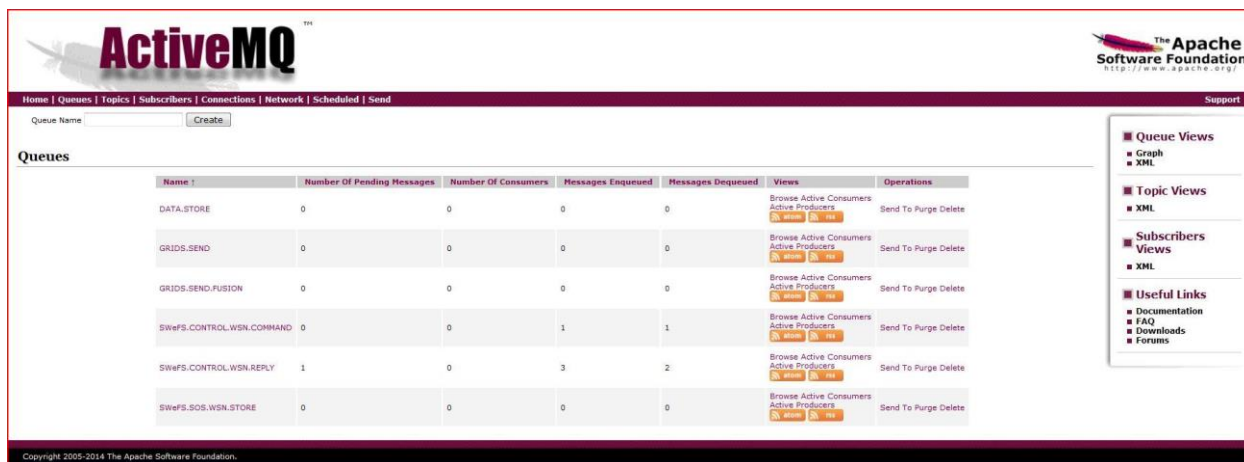 ActiveMQ TM
The Apache
Software Foundation
http://www.apache.org/
Home | Queues | Topics | Subscribers | Connections | Network | Scheduled | Send
Support
Queue Name Create
Queues
Name ↑ Number Of Pending Messages Number Of Consumers Messages Enqueued Messages Dequeued Views Operations
Browse Active Consumers
DATA.STORE 0 0 0 0 Active Producers Send To Purge Delete
atom rss
Browse Active Consumers
GRIDS.SEND 0 0 0 0 Active Producers Send To Purge Delete
atom rss
Browse Active Consumers
GRIDS.SEND.FUSION 0 0 0 0 Active Producers Send To Purge Delete
atom rss
Browse Active Consumers
SWeFS.CONTROL.WSN.COMMAND 0 0 1 1 Active Producers Send To Purge Delete
atom rss
Browse Active Consumers
SWeFS.CONTROL.WSN.REPLY 1 0 3 2 Active Producers Send To Purge Delete
atom rss
Browse Active Consumers
SWeFS.SOS.WSN.STORE 0 0 0 0 Active Producers Send To Purge Delete
atom rss
Queue Views
Graph
XML
Topic Views
XML
Subscribers
Views
XML
Useful Links
Documentation
FAQ
Downloads
Forums
Copyright 2005-2014 The Apache Software Foundation.